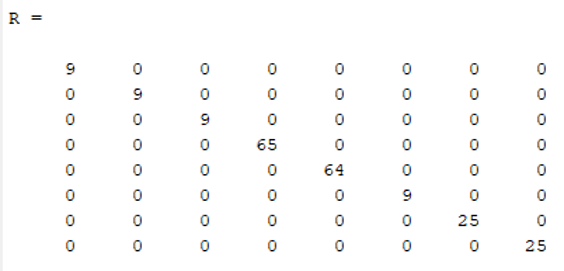 R =
9 0 0 0 0 0 0 0
0 9 0 0 0 0 0 0
0 0 9 0 0 0 0 0
0 0 0 65 0 0 0 0
0 0 0 0 64 0 0 0
0 0 0 0 0 9 0 0
0 0 0 0 0 0 25 0
0 0 0 0 0 0 0 25